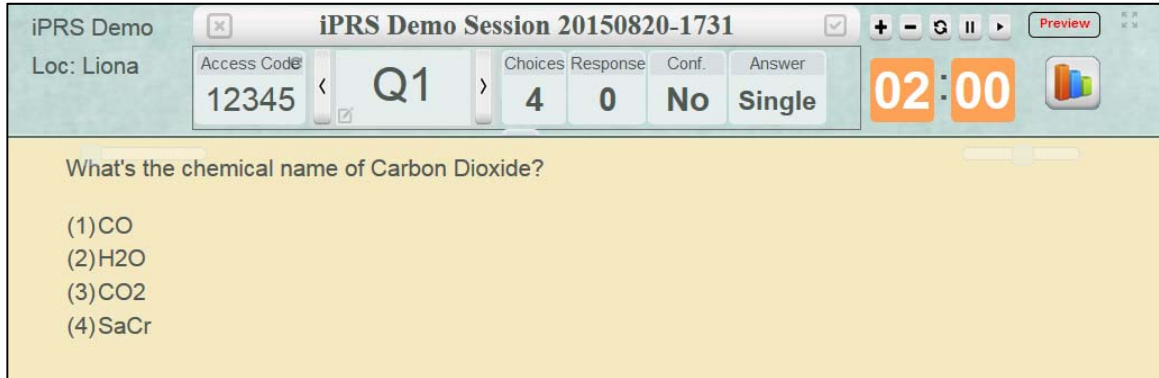 iPRS Demo
Loc: Liona
iPRS Demo Session 20150820-1731
Access Code
12345
Q1
Choices
4
Response
0
Conf.
No
Answer
Single
02:00
Preview
What's the chemical name of Carbon Dioxide?
(1)CO
(2)H2O
(3)CO2
(4)SaCr